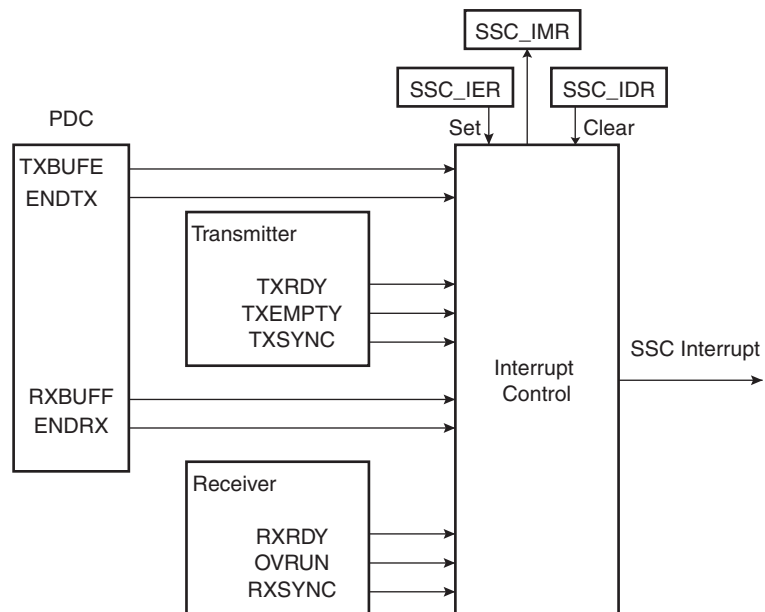 SSC_IMR
SSC_IER
SSC_IDR
PDC
Set
Clear
TXBUFE
ENDTX
Transmitter
TXRDY
TXEMPTY
TXSYNC
SSC Interrupt
Interrupt
Control
RXBUFF
ENDRX
Receiver
RXRDY
OVRUN
RXSYNC